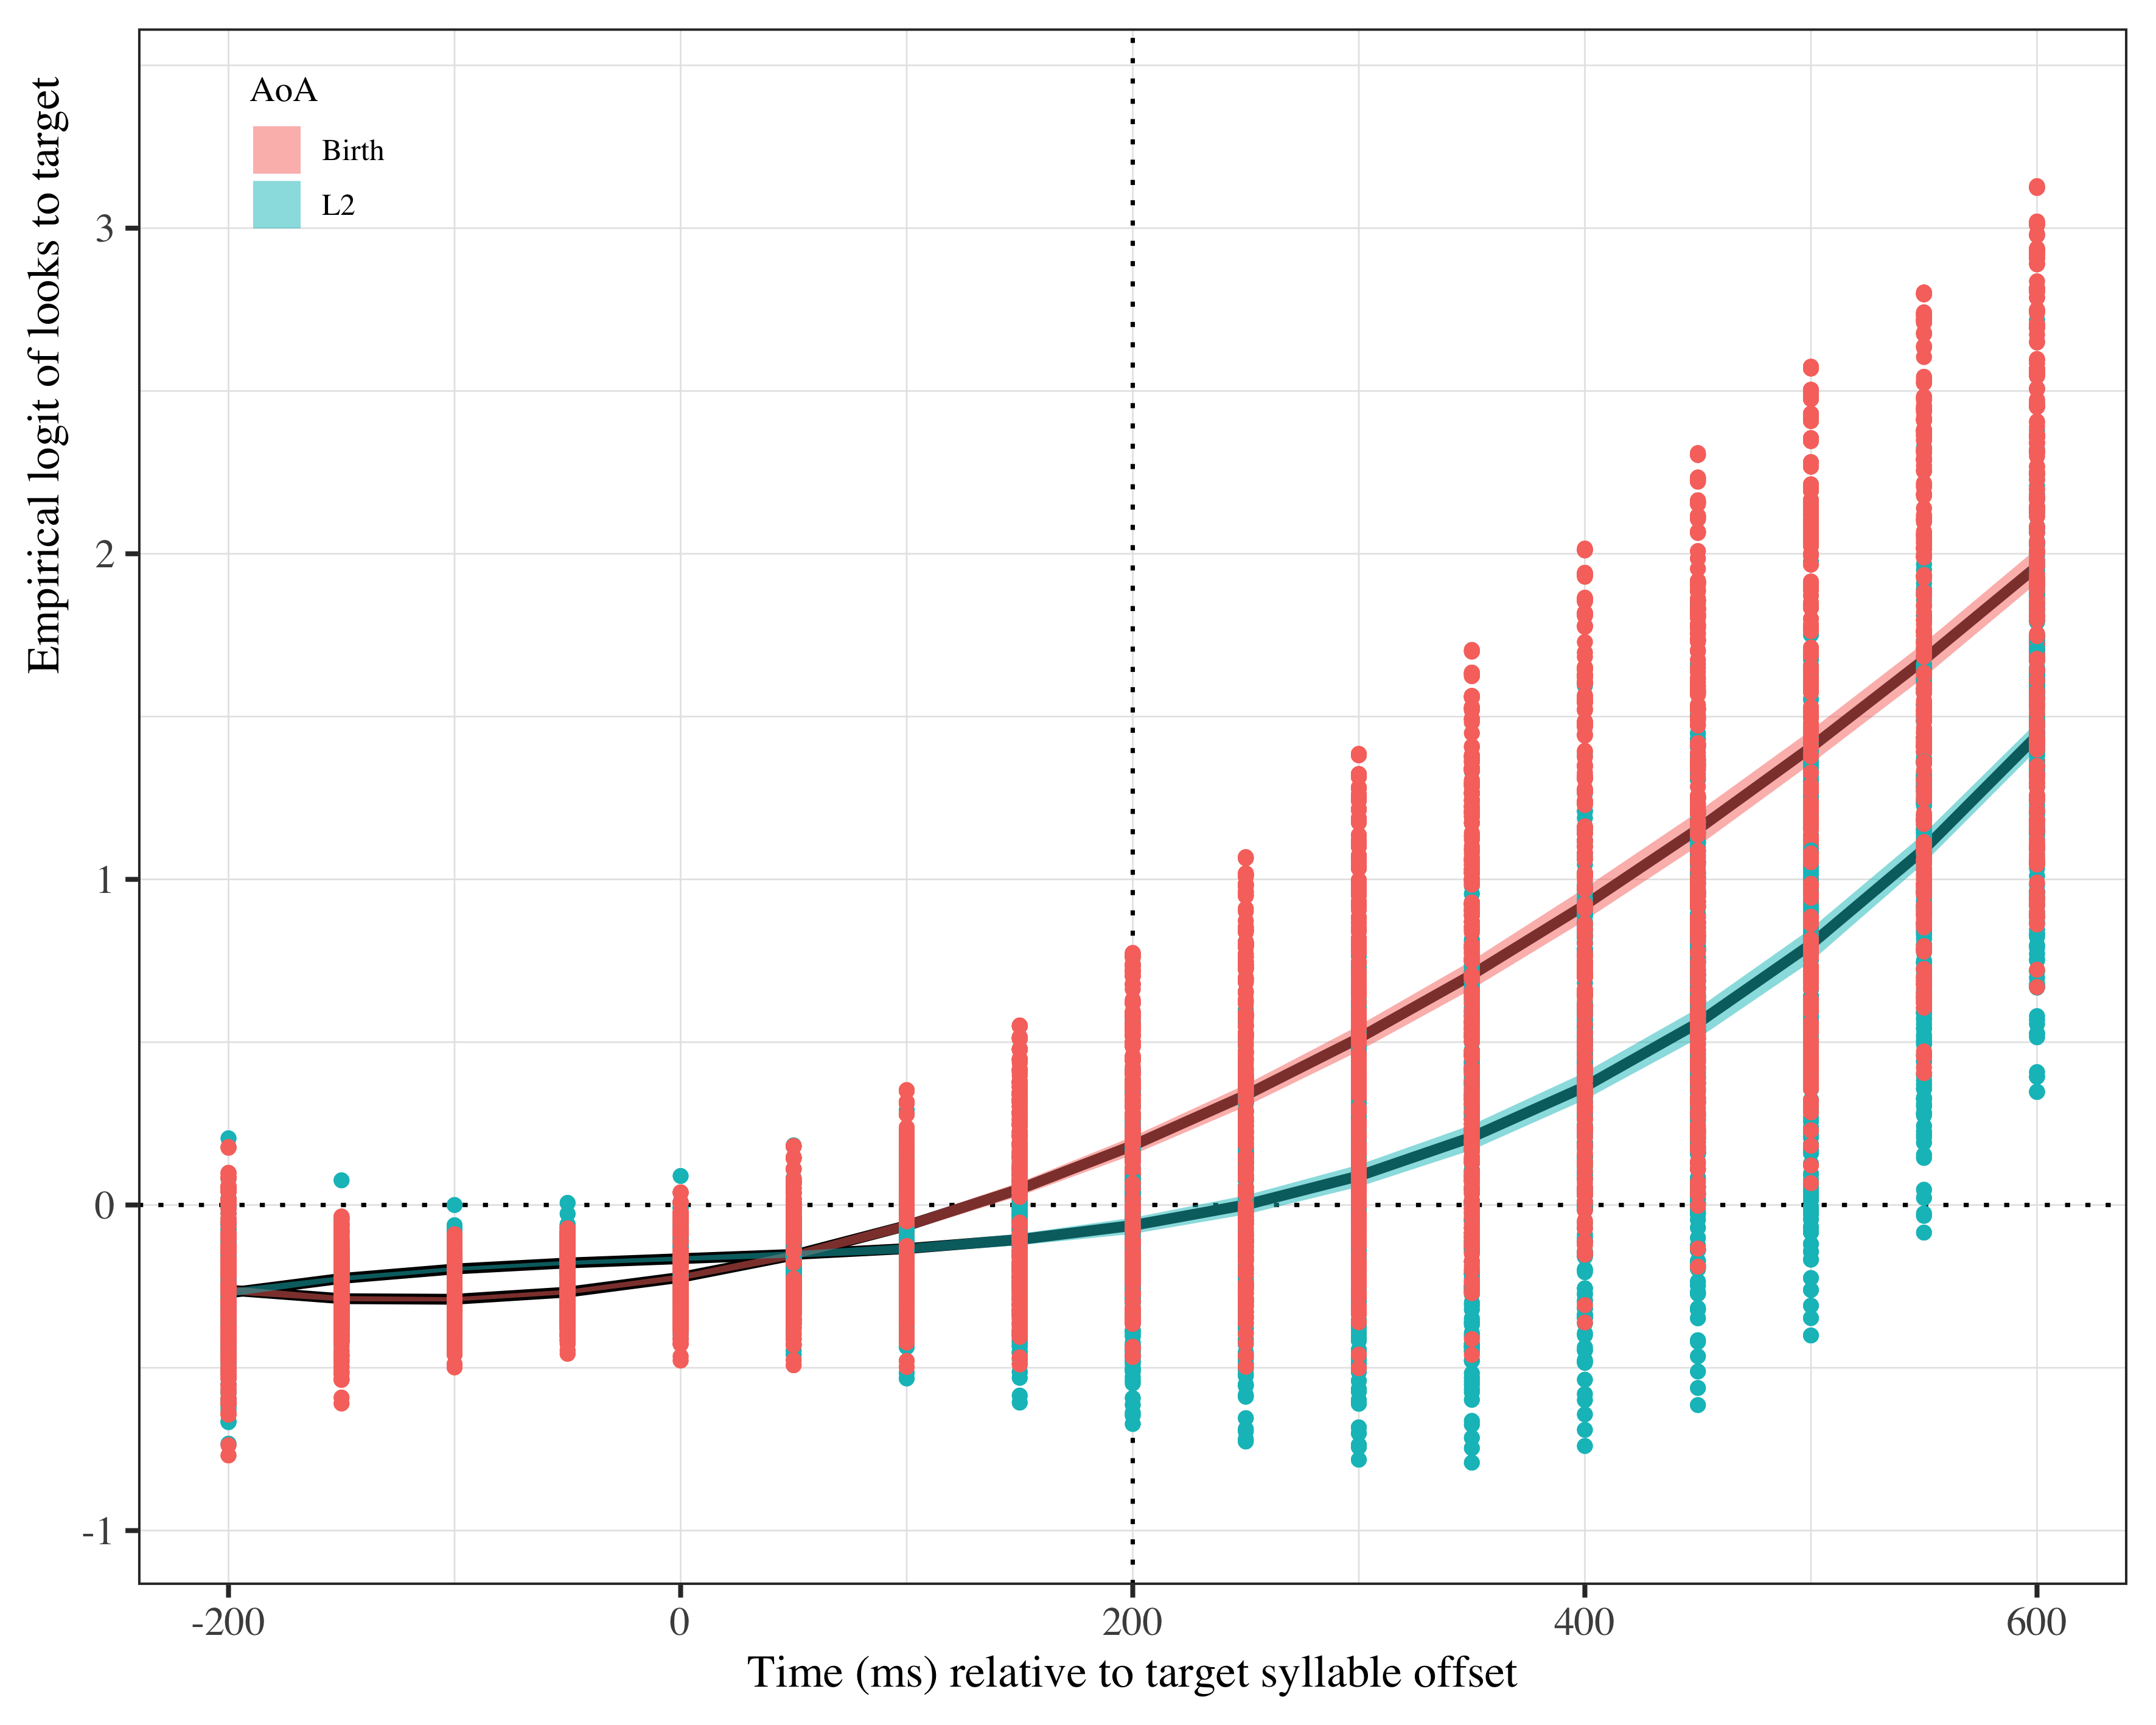 Empirical logit of looks to target
AoA
Birth
L2
3
2
1
0
-1
-200
0
200
400
600
Time (ms) relative to target syllable offset